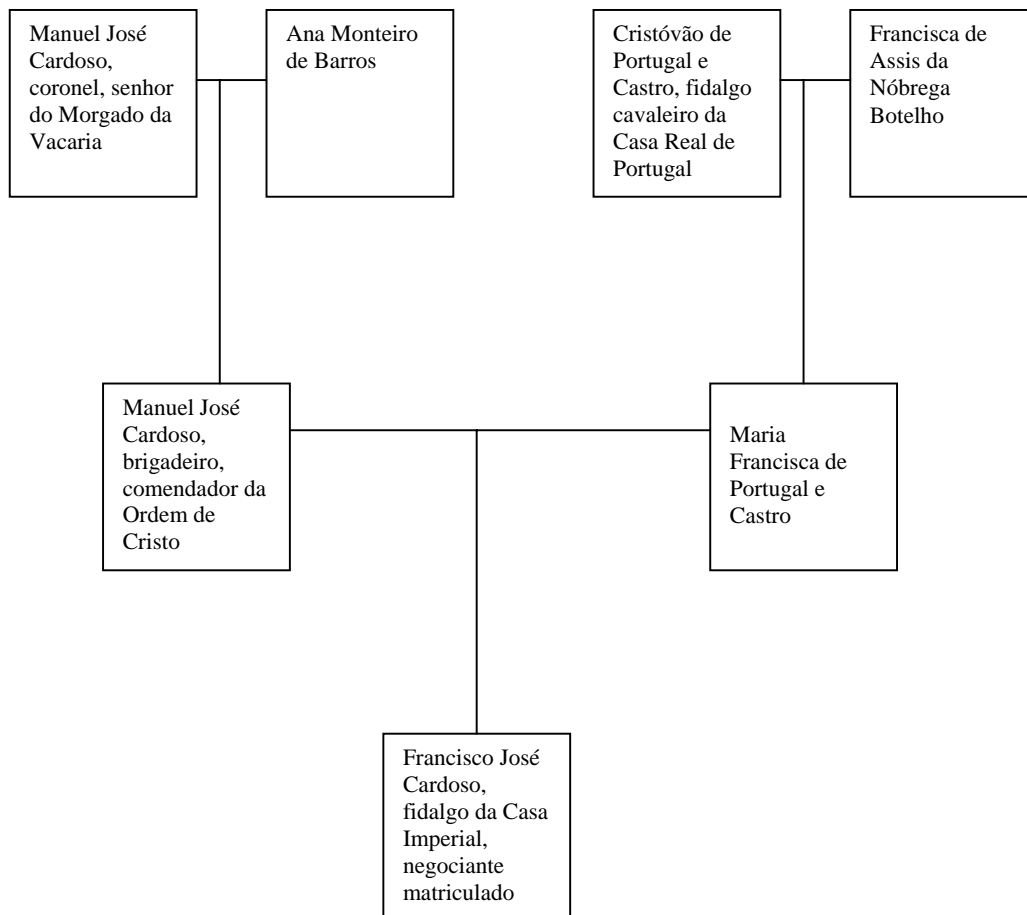 Manuel José
Cardoso,
coronel, senhor
do Morgado da
Vacaria
Ana Monteiro
de Barros
Cristóvão de
Portugal e
Castro, fidalgo
cavaleiro da
Casa Real de
Portugal
Francisca de
Assis da
Nóbrega
Botelho
Manuel José
Cardoso,
brigadeiro,
comendador da
Ordem de
Cristo
Maria
Francisca de
Portugal e
Castro
Francisco José
Cardoso,
fidalgo da Casa
Imperial,
negociante
matriculado